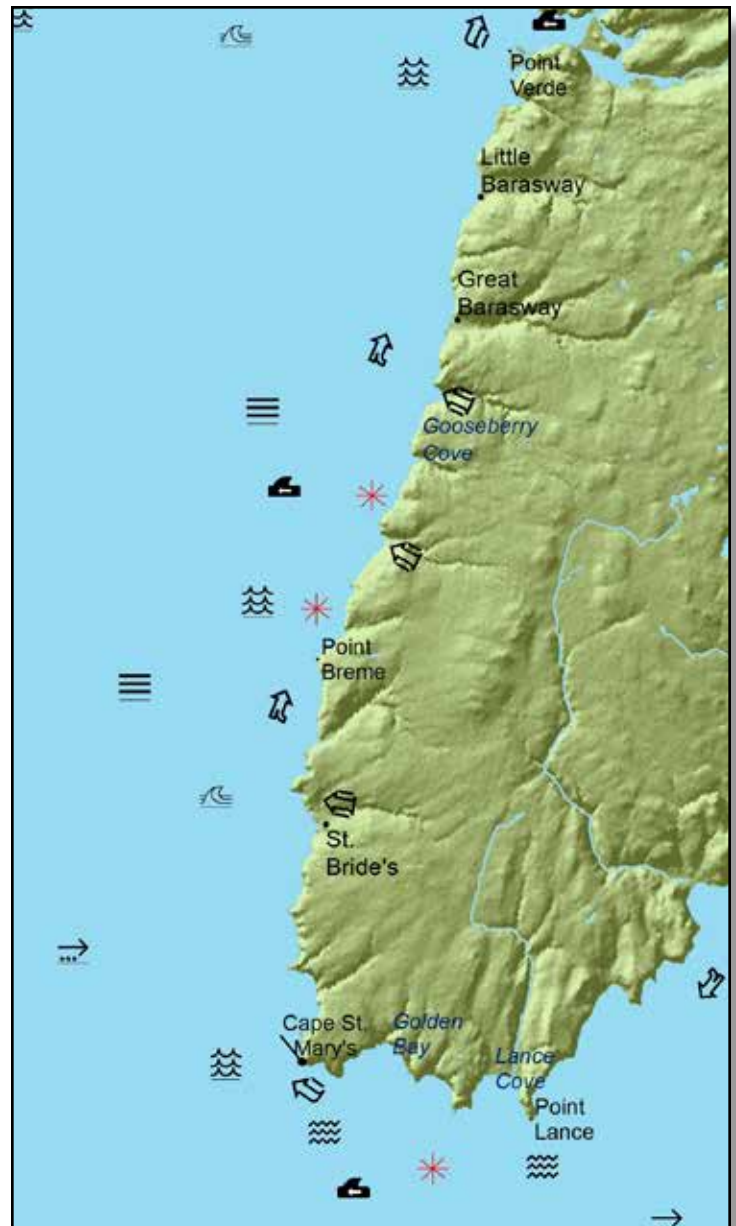 Point
Verde
Little
Barasway
Great
Barasway
Gooseberry
Cove
Point
Breme
St.
Bride's
Cape St.
Mary's
Golden
Bay
Lance
Cove
Point
Lance